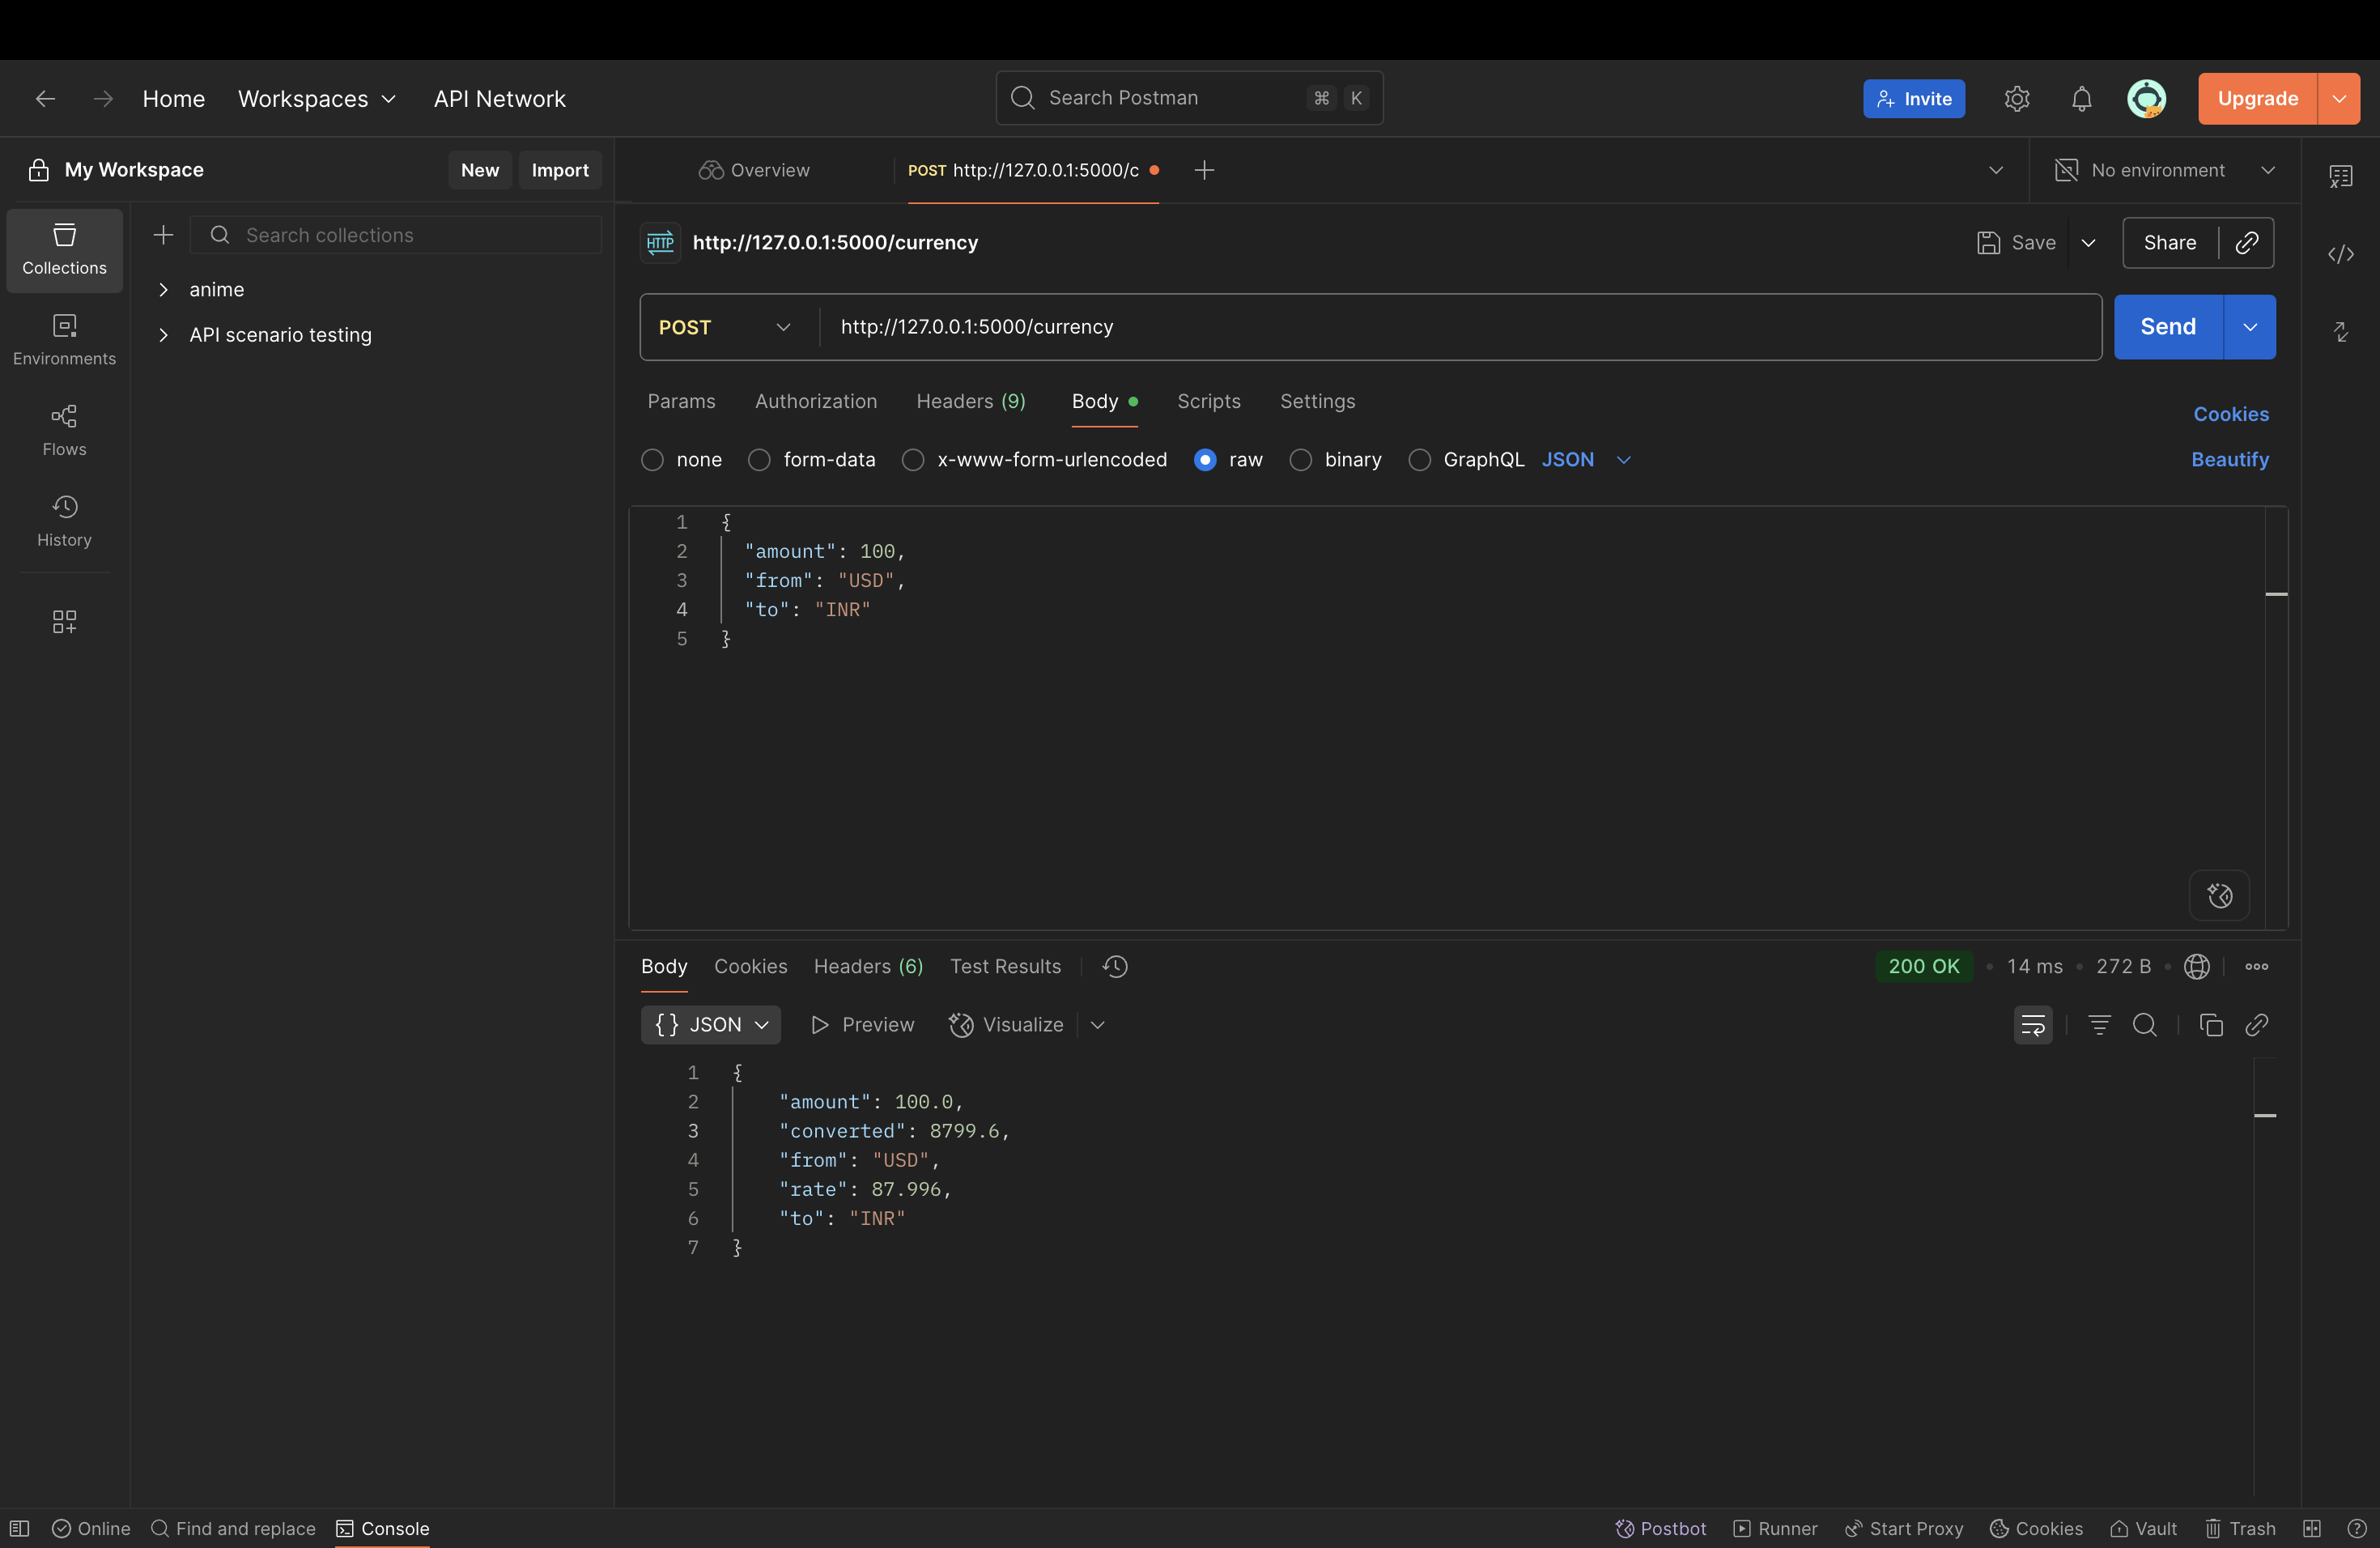 Home Workspaces API Network
Search Postman ⌘ K
Invite
Upgrade
My Workspace
New Import
Overview
POST http://127.0.0.1:5000/c
No environment
Collections
Environments
Flows
History
Search collections
anime
API scenario testing
HTTP http://127.0.0.1:5000/currency
Save
Share
POST http://127.0.0.1:5000/currency
Send
Params Authorization Headers (9) Body Scripts Settings
Cookies
none form-data x-www-form-urlencoded raw binary GraphQL JSON
Beautify
1 {
2 "amount": 100,
3 "from": "USD",
4 "to": "INR"
5 }
Body Cookies Headers (6) Test Results
200 OK • 14 ms • 272 B
{} JSON Preview Visualize
1 {
2 "amount": 100.0,
3 "converted": 8799.6,
4 "from": "USD",
5 "rate": 87.996,
6 "to": "INR"
7 }
Online Find and replace Console
Postbot Runner Start Proxy Cookies Vault Trash